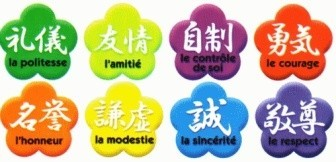 礼儀
la politesse
友情
l'amitié
自制
le contrôle
de soi
勇気
le courage
名誉
l'honneur
謙虚
la modestie
誠
la sincérité
敬尊
le respect